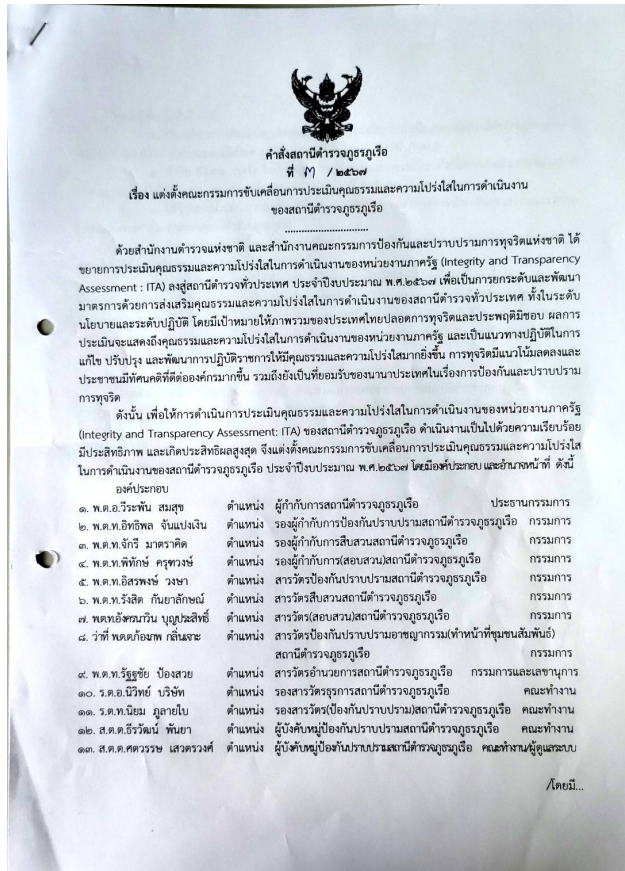 คำสั่งสถานีตำรวจภูธรภูเรือ
ที่ ๓ / ๒๕๖๗
เรื่อง แต่งตั้งคณะกรรมการขับเคลื่อนการประเมินคุณธรรมและความโปร่งใสในการดำเนินงาน
ของสถานีตำรวจภูธรภูเรือ
...............................
ด้วยสำนักงานตำรวจแห่งชาติ และสำนักงานคณะกรรมการป้องกันและปราบปรามการทุจริตแห่งชาติ ได้
ขยายการประเมินคุณธรรมและความโปร่งใสในการดำเนินงานของหน่วยงานภาครัฐ (Integrity and Transparency
Assessment : ITA) ลงสู่สถานีตำรวจทั่วประเทศ ประจำปีงบประมาณ พ.ศ.๒๕๖๗ เพื่อเป็นการยกระดับและพัฒนา
มาตรการด้วยการส่งเสริมคุณธรรมและความโปร่งใสในการดำเนินงานของสถานีตำรวจทั่วประเทศ ทั้งในระดับ
นโยบายและระดับปฏิบัติ โดยมีเป้าหมายให้ภาพรวมของประเทศไทยปลอดการทุจริตและประพฤติมิชอบ ผลการ
ประเมินจะแสดงถึงคุณธรรมและความโปร่งใสในการดำเนินงานของหน่วยงานภาครัฐ และเป็นแนวทางปฏิบัติในการ
แก้ไข ปรับปรุง และพัฒนาการปฏิบัติราชการให้มีคุณธรรมและความโปร่งใสมากยิ่งขึ้น การทุจริตมีแนวโน้มลดลงและ
ประชาชนมีทัศนคติที่ดีต่อองค์กรมากขึ้น รวมถึงยังเป็นที่ยอมรับของนานาประเทศในเรื่องการป้องกันและปราบปราม
การทุจริต
ดังนั้น เพื่อให้การดำเนินการประเมินคุณธรรมและความโปร่งใสในการดำเนินงานของหน่วยงานภาครัฐ
(Integrity and Transparency Assessment: ITA) ของสถานีตำรวจภูธรภูเรือ ดำเนินงานเป็นไปด้วยความเรียบร้อย
มีประสิทธิภาพ และเกิดประสิทธิผลสูงสุด จึงแต่งตั้งคณะกรรมการขับเคลื่อนการประเมินคุณธรรมและความโปร่งใส
ในการดำเนินงานของสถานีตำรวจภูธรภูเรือ ประจำปีงบประมาณ พ.ศ.๒๕๖๗ โดยมีองค์ประกอบ และอำนาจหน้าที่ ดังนี้
องค์ประกอบ
๑. พ.ต.อ.วีระพัน สมสุข ตำแหน่ง ผู้กำกับการสถานีตำรวจภูธรภูเรือ ประธานกรรมการ
๒. พ.ต.ท.อิทธิพล จันแปงเงิน ตำแหน่ง รองผู้กำกับการป้องกันปราบปรามสถานีตำรวจภูธรภูเรือ กรรมการ
๓. พ.ต.ท.จักรี มาตราคิด ตำแหน่ง รองผู้กำกับการสืบสวนสถานีตำรวจภูธรภูเรือ กรรมการ
๔. พ.ต.ท.พิทักษ์ ครุฑวงษ์ ตำแหน่ง รองผู้กำกับการ(สอบสวน)สถานีตำรวจภูธรภูเรือ กรรมการ
๕. พ.ต.ท.อิสรพงษ์ วงษา ตำแหน่ง สารวัตรป้องกันปราบปรามสถานีตำรวจภูธรภูเรือ กรรมการ
๖. พ.ต.ท.รังสิต กันยาลักษณ์ ตำแหน่ง สารวัตรสืบสวนสถานีตำรวจภูธรภูเรือ กรรมการ
๗. พ.ต.ท.อังคนาวิน บุญประสิทธิ์ ตำแหน่ง สารวัตร(สอบสวน)สถานีตำรวจภูธรภูเรือ กรรมการ
๘. ว่าที่ พ.ต.ต.ก้องภพ กลิ่นเจาะ ตำแหน่ง สารวัตรป้องกันปราบปรามอาชญากรรม(ทำหน้าที่ชุมชนสัมพันธ์)
สถานีตำรวจภูธรภูเรือ กรรมการ
๙. พ.ต.ท.รัฐฐชัย ป้องสวย ตำแหน่ง สารวัตรอำนวยการสถานีตำรวจภูธรภูเรือ กรรมการและเลขานุการ
๑๐. ร.ต.อ.นิวิทย์ บริษัท ตำแหน่ง รองสารวัตรธุรการสถานีตำรวจภูธรภูเรือ คณะทำงาน
๑๑. ร.ต.ท.นิยม ภูลายใบ ตำแหน่ง รองสารวัตร(ป้องกันปราบปราม)สถานีตำรวจภูธรภูเรือ คณะทำงาน
๑๒. ส.ต.ต.ธีรวัฒน์ พันยา ตำแหน่ง ผู้บังคับหมู่ป้องกันปราบปรามสถานีตำรวจภูธรภูเรือ คณะทำงาน
๑๓. ส.ต.ต.ศตวรรษ เสวตรวงศ์ ตำแหน่ง ผู้บังคับหมู่ป้องกันปราบปรามสถานีตำรวจภูธรภูเรือ คณะทำงาน/ผู้ดูแลระบบ
/โดยมี...